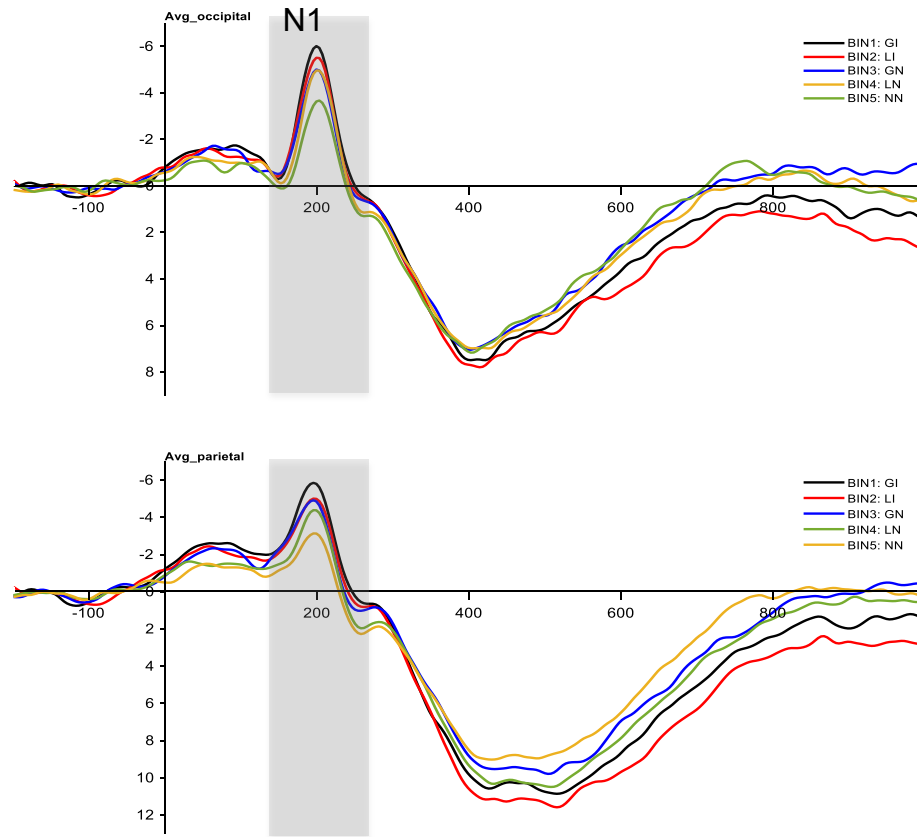 N1
Avg_occipital
-6
-4
-2
0
2
4
6
8
-100
200
400
600
800
BIN1: GI
BIN2: LI
BIN3: GN
BIN4: LN
BIN5: NN
Avg_parietal
-6
-4
-2
0
2
4
6
8
10
12
-100
200
400
600
800
BIN1: GI
BIN2: LI
BIN3: GN
BIN4: LN
BIN5: NN